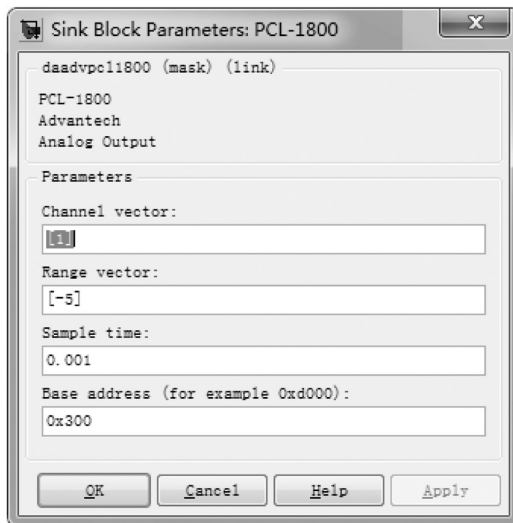 Sink Block Parameters: PCL-1800
X
daadvpcl1800 (mask) (link)
PCL-1800
Advantech
Analog Output
Parameters
Channel vector:
[1]
Range vector:
[-5]
Sample time:
0.001
Base address (for example 0xd000):
0x300
OK Cancel Help Apply